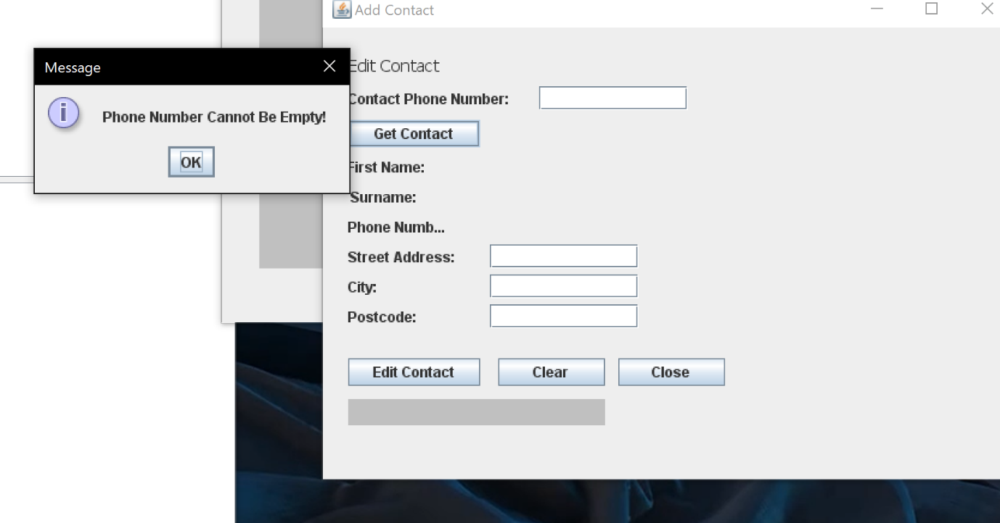 Add Contact
Message
Phone Number Cannot Be Empty!
OK
Edit Contact
Contact Phone Number:
Get Contact
First Name:
Surname:
Phone Numb...
Street Address:
City:
Postcode:
Edit Contact Clear Close